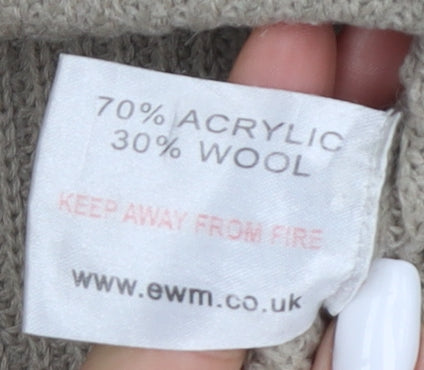 70% ACRYLIC
30% WOOL
KEEP AWAY FROM FIRE
www.ewm.co.uk